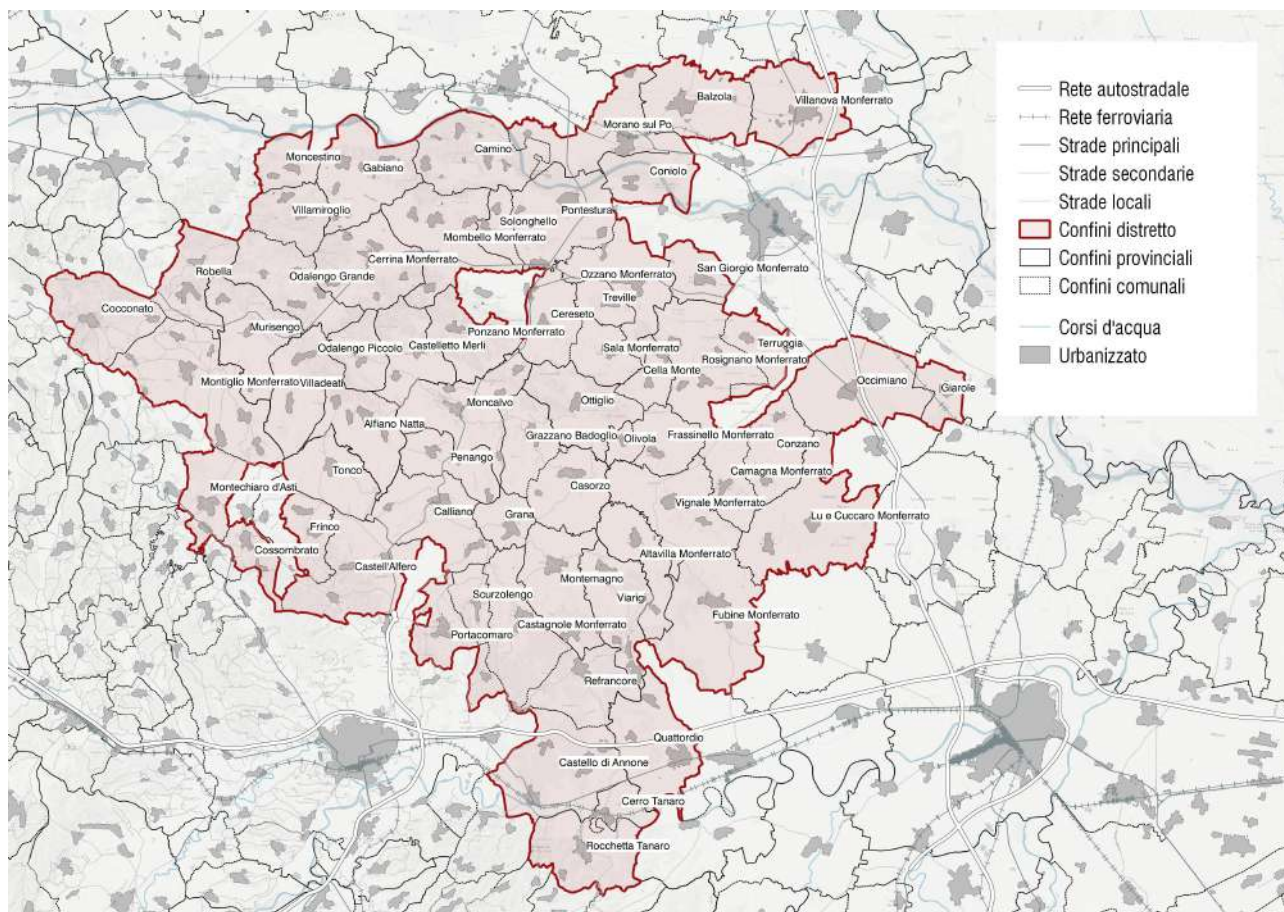 Rete autostradale
Rete ferroviaria
Strade principali
Strade secondarie
Strade locali
Confini distretto
Confini provinciali
Confini comunali
Corsi d'acqua
Urbanizzato
Balzola
Villanova Monferrato
Morano sul Po
Camino
Moncestino
Gabiano
Coniolo
Villamiroglio
Pontestura
Solonghello
Mombello Monferrato
Cerrina Monferrato
San Giorgio Monferrato
Robella
Odalengo Grande
Ozzano Monferrato
Treville
Cocconato
Cereseto
Murisengo
Ponzano Monferrato
Terruggia
Odalengo Piccolo
Castelletto Merli
Sala Monferrato
Rosignano Monferrato
Cella Monte
Montiglio Monferrato
Villadeati
Occimiano
Giarole
Moncalvo
Ottiglio
Alfiano Natta
Grazzano Badoglio
Olivola
Frassinello Monferrato
Conzano
Penango
Tonco
Camagna Monferrato
Montechiaro d'Asti
Casorzo
Vignale Monferrato
Calliano
Grana
Lu e Cuccaro Monferrato
Frinco
Cossombrato
Altavilla Monferrato
Castell'Alfero
Montemagno
Scurzolengo
Viarigi
Fubine Monferrato
Castagnole Monferrato
Portacomaro
Refrancore
Quattordio
Castello di Annone
Cerro Tanaro
Rocchetta Tanaro